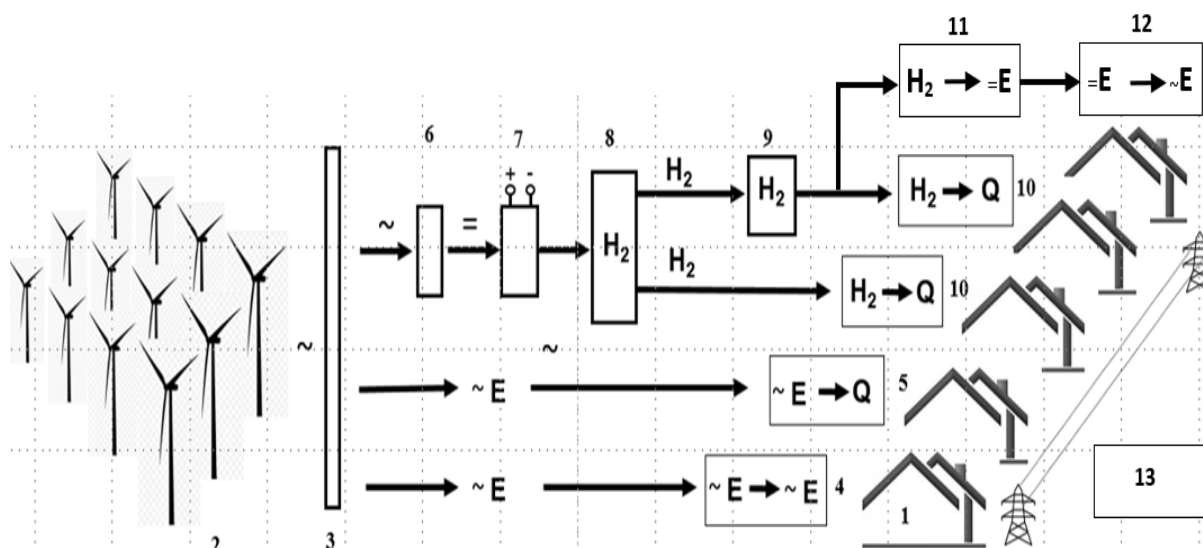 11
12
H₂ → =E
=E → ~E
6
7
8
9
+ -
H₂
~
=
H₂
H₂
H₂ → Q
10
H₂
H₂ → Q
10
~
~
~ E
~ E → Q
5
~ E
~ E → ~ E
4
1
13
2
3